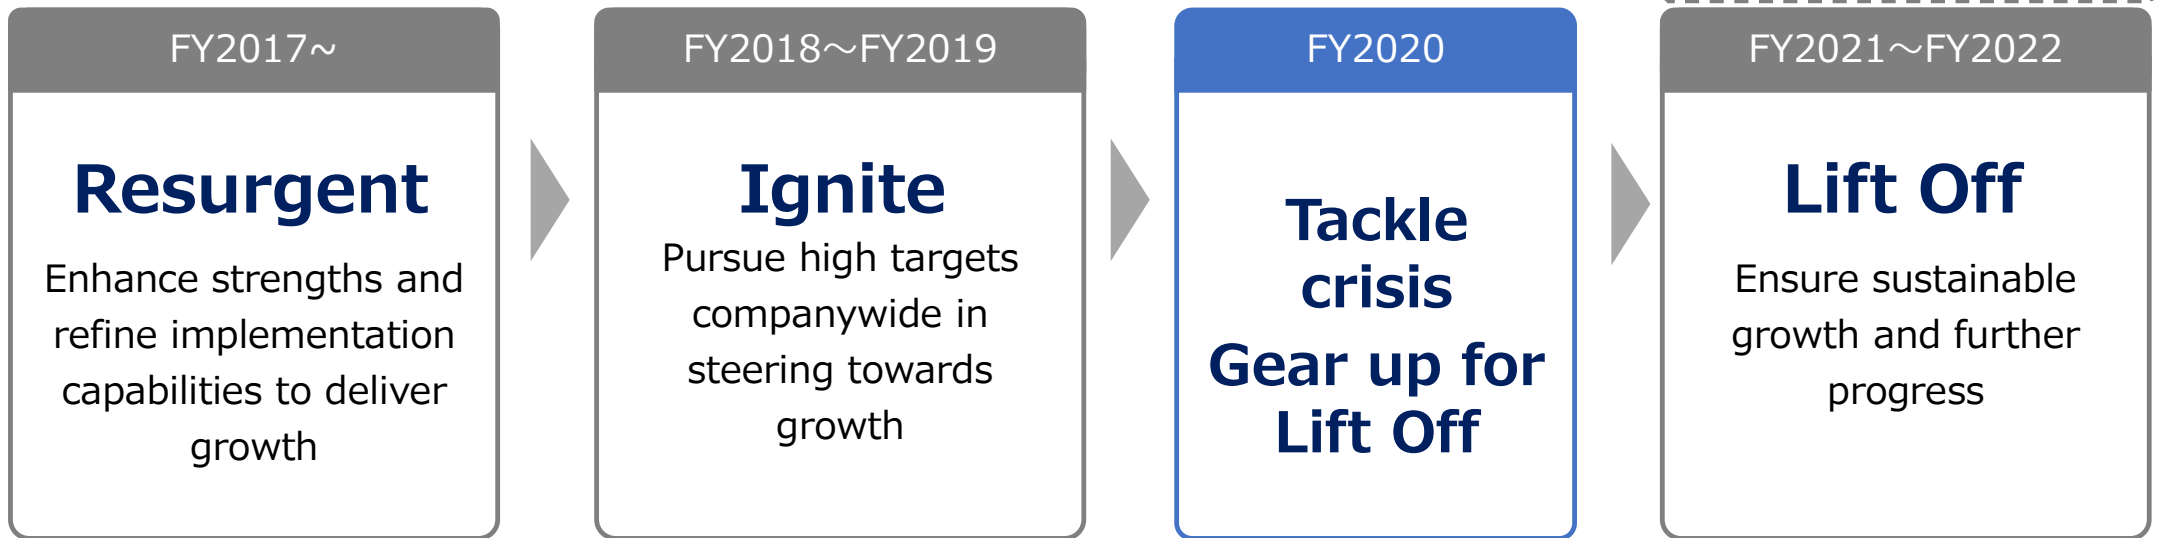 FY2017~
Resurgent
Enhance strengths and
refine implementation
capabilities to deliver
growth
FY2018～FY2019
Ignite
Pursue high targets
companywide in
steering towards
growth
FY2020
Tackle
crisis
Gear up for
Lift Off
FY2021～FY2022
Lift Off
Ensure sustainable
growth and further
progress